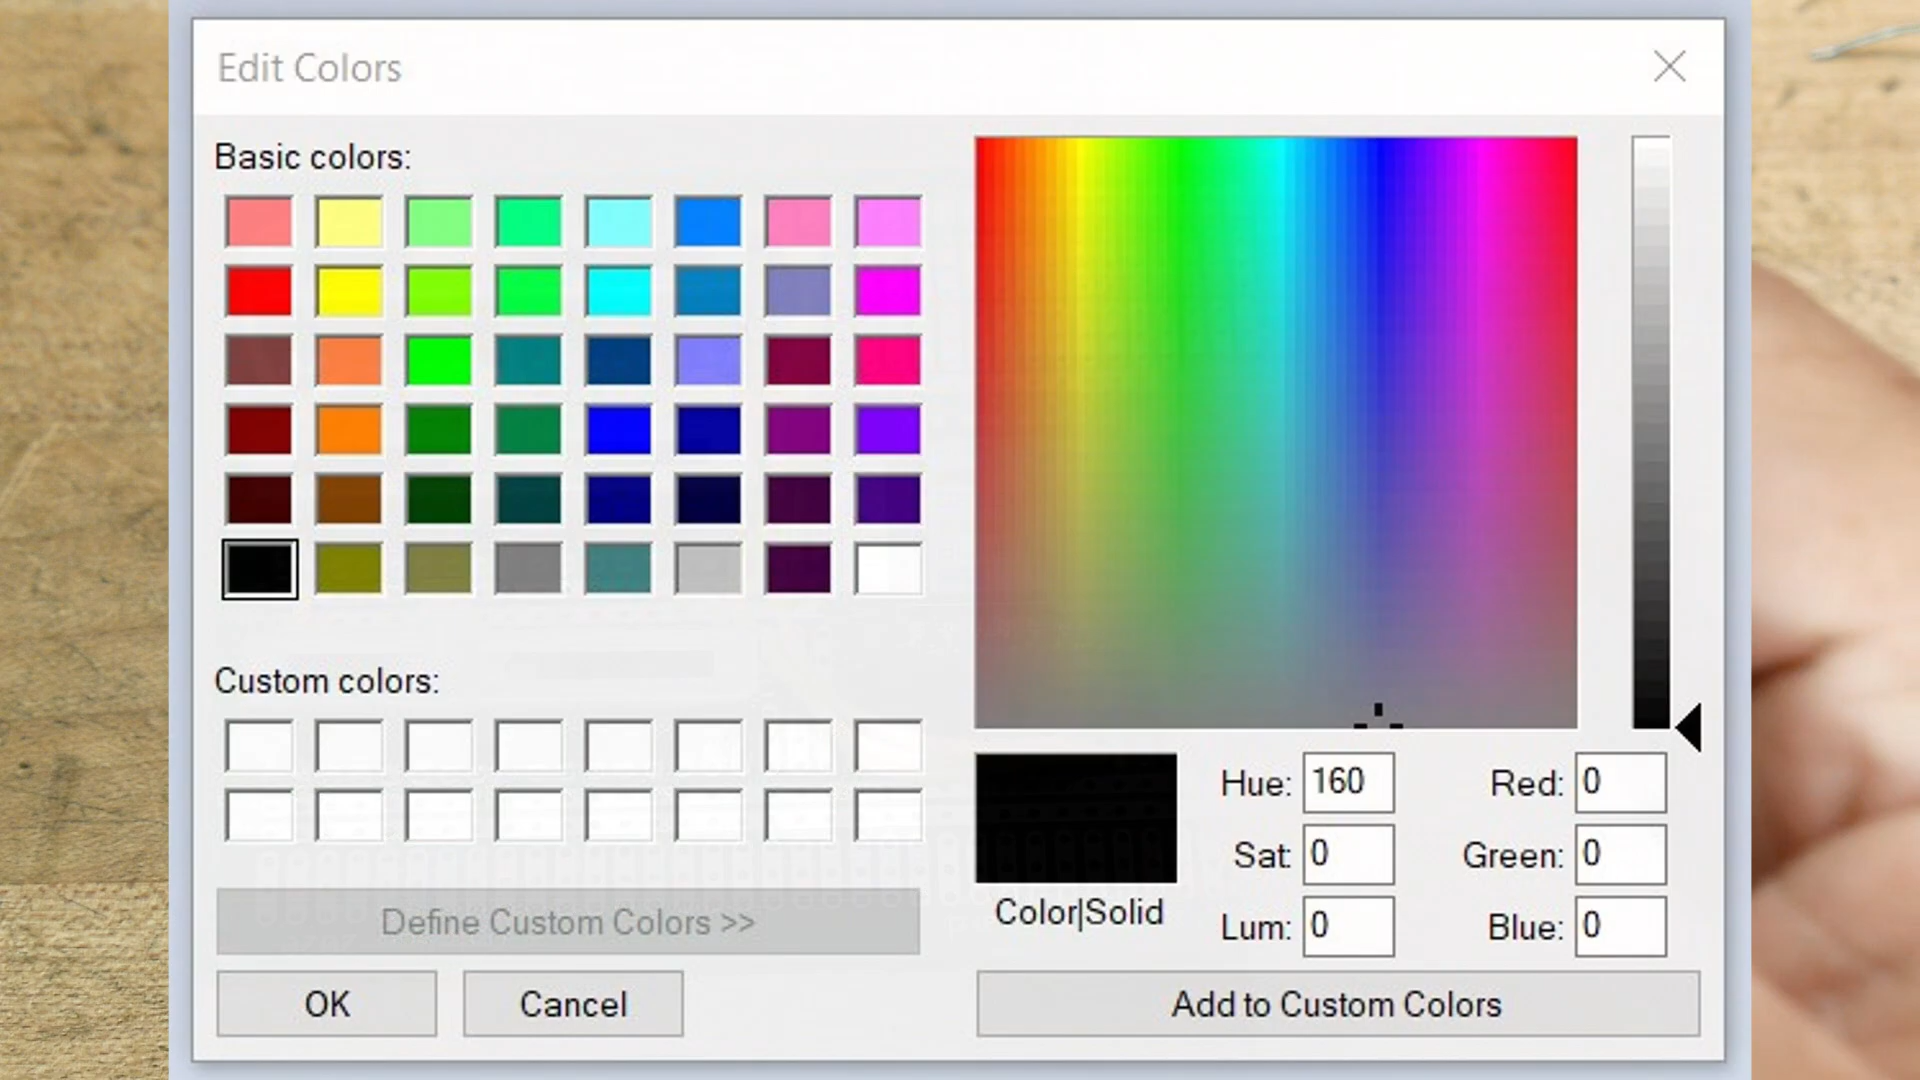 Edit Colors
Basic colors:
Custom colors:
Define Custom Colors >>
OK
Cancel
Color|Solid
Hue: 160
Sat: 0
Lum: 0
Red: 0
Green: 0
Blue: 0
Add to Custom Colors